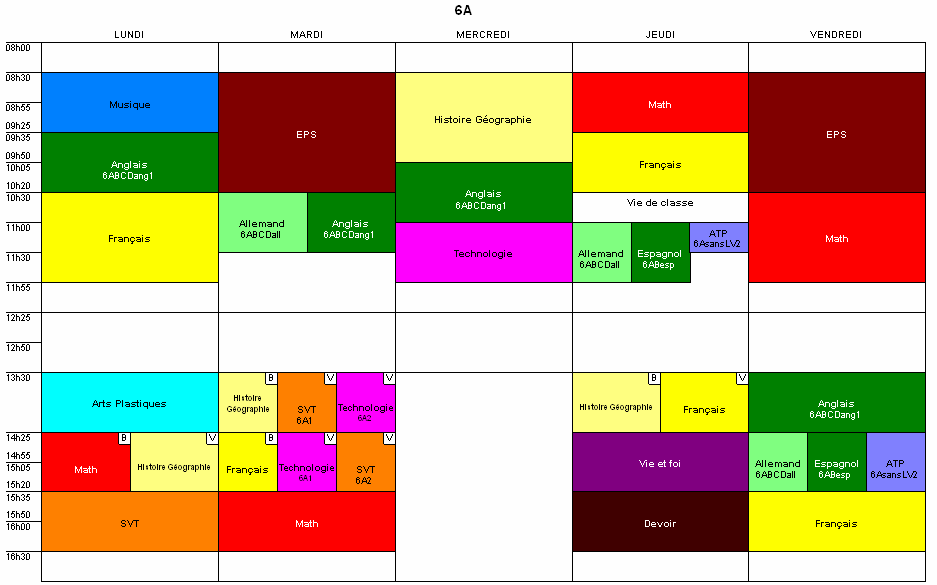 6A
LUNDI MARDI MERCREDI JEUDI VENDREDI
08h00
08h30
Musique
08h55
EPS
Histoire Géographie
Math
EPS
09h25
09h35
Anglais
6ABCDang1
Français
09h50
10h05
Anglais
6ABCDang1
10h20
10h30
Français
Allemand
6ABCDall
Anglais
6ABCDang1
Vie de classe
Math
11h00
Technologie
Allemand
6ABCDall
Espagnol
6ABesp
ATP
6AsansLV2
11h30
11h55
12h25
12h50
13h30
Arts Plastiques
B
Histoire
Géographie
V
SVT
6A1
V
Technologie
6A2
B
Histoire Géographie
V
Français
Anglais
6ABCDang1
14h25
B
Math
V
Histoire Géographie
B
Français
V
Technologie
6A1
V
SVT
6A2
Vie et foi
Allemand
6ABCDall
Espagnol
6ABesp
ATP
6AsansLV2
14h55
15h05
15h20
15h35
SVT
Math
Devoir
Français
15h50
16h00
16h30